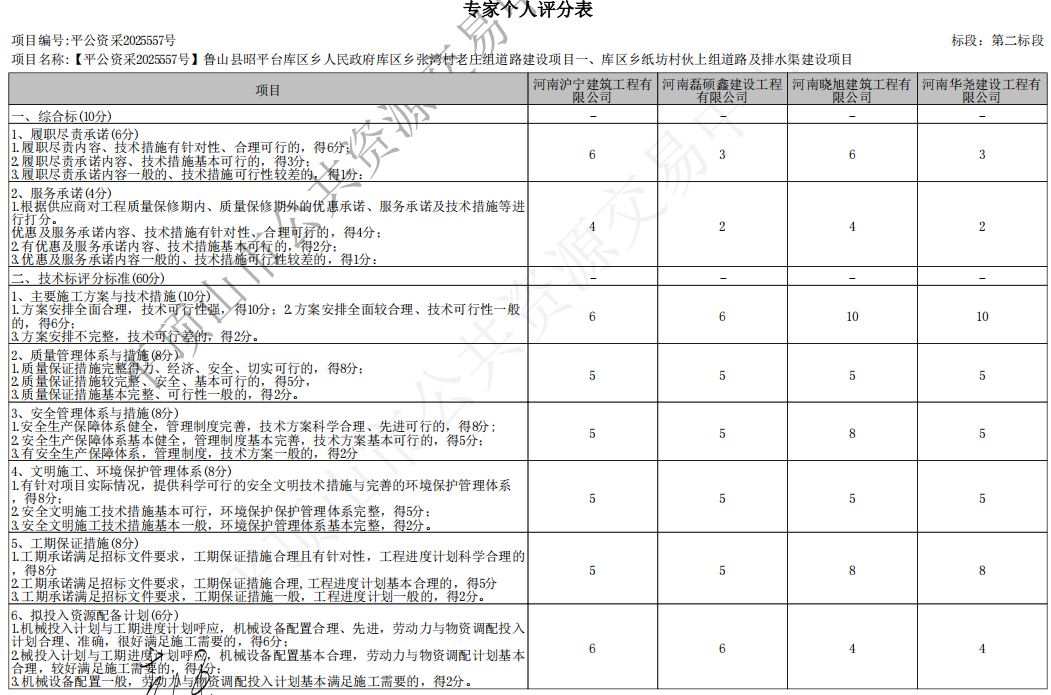 专家个人评分表
项目编号:平公资采2025557号 标段：第二标段
项目名称:【平公资采2025557号】鲁山县昭平台库区乡人民政府库区乡张湾村老庄组道路建设项目一、库区乡纸坊村伙上组道路及排水渠建设项目
项目 河南沪宁建筑工程有限公司 河南磊硕鑫建设工程有限公司 河南晓旭建筑工程有限公司 河南华尧建设工程有限公司
一、综合标(10分) - - - -
1、履职尽责承诺(6分)
1.履职尽责内容、技术措施有针对性、合理可行的，得6分；
2.履职尽责承诺内容、技术措施基本可行的，得3分；
3.履职尽责承诺内容一般的、技术措施可行性较差的，得1分；
6 3 6 3
2、服务承诺(4分)
1.根据供应商对工程质量保修期内、质量保修期外的优惠承诺、服务承诺及技术措施等进
行打分。
优惠及服务承诺内容、技术措施有针对性、合理可行的，得4分；
2.有优惠及服务承诺内容、技术措施基本可行的，得2分；
3.优惠及服务承诺内容一般的、技术措施可行性较差的，得1分；
4 2 4 2
二、技术标评分标准(60分) - - - -
1、主要施工方案与技术措施(10分)
1.方案安排全面合理，技术可行性强，得10分；2.方案安排全面较合理、技术可行性一般
的，得6分；
3.方案安排不完整，技术可行差的，得2分。
6 6 10 10
2、质量管理体系与措施(8分)
1.质量保证措施完整得力、经济、安全、切实可行的，得8分；
2.质量保证措施较完整、安全、基本可行的，得5分，
3.质量保证措施基本完整、可行性一般的，得2分。
5 5 5 5
3、安全管理体系与措施(8分)
1.安全生产保障体系健全，管理制度完善，技术方案科学合理、先进可行的，得8分；
2.安全生产保障体系基本健全，管理制度基本完善，技术方案基本可行的，得5分；
3.有安全生产保障体系，管理制度，技术方案一般的，得2分
5 5 8 5
4、文明施工、环境保护管理体系(8分)
1.有针对项目实际情况，提供科学可行的安全文明技术措施与完善的环境保护管理体系
，得8分；
2.安全文明施工技术措施基本可行，环境保护保护管理体系完整，得5分；
3.安全文明施工技术措施基本一般，环境保护管理体系基本完整，得2分。
5 5 5 5
5、工期保证措施(8分)
1.工期承诺满足招标文件要求，工期保证措施合理且有针对性，工程进度计划科学合理的
，得8分
2.工期承诺满足招标文件要求，工期保证措施合理,工程进度计划基本合理的，得5分
3.工期承诺满足招标文件要求，工期保证措施一般，工程进度计划一般的，得2分。
5 5 8 8
6、拟投入资源配备计划(6分)
1.机械投入计划与工期进度计划呼应，机械设备配置合理、先进，劳动力与物资调配投入
计划合理、准确，很好满足施工需要的，得6分；
2.械投入计划与工期进度计划呼应，机械设备配置基本合理，劳动力与物资调配计划基本
合理，较好满足施工需要的，得4分；
3.机械设备配置一般，劳动力与物资调配投入计划基本满足施工需要的，得2分。
6 6 4 4
平顶山市公共资源交易中
平顶山市公共资源交易中